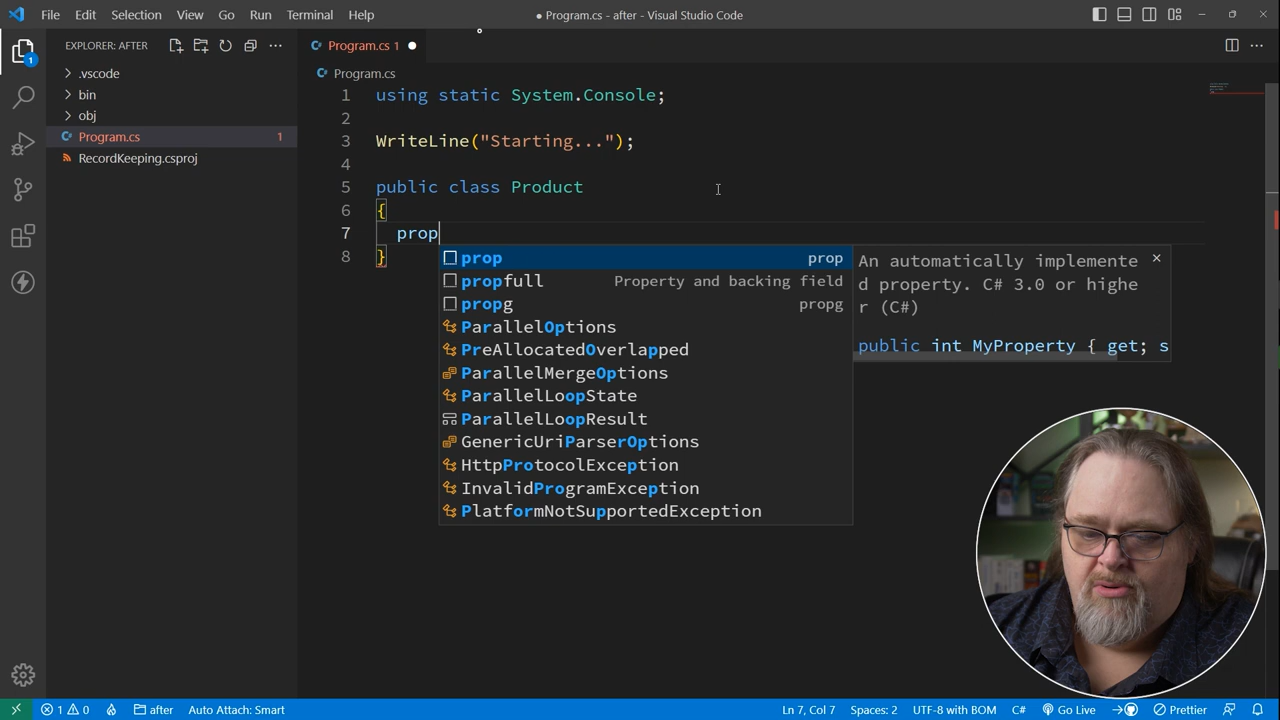 File Edit Selection View Go Run Terminal Help
● Program.cs - after - Visual Studio Code
EXPLORER: AFTER
.vscode
bin
obj
Program.cs 1
RecordKeeping.csproj
1
Program.cs 1
Program.cs
1 using static System.Console;
2
3 WriteLine("Starting...");
4
5 public class Product
6 {
7 prop
8 }
prop prop
propfull Property and backing field
propg propg
ParallelOptions
PreAllocatedOverlapped
ParallelMergeOptions
ParallelLoopState
ParallelLoopResult
GenericUriParserOptions
HttpProtocolException
InvalidProgramException
PlatformNotSupportedException
An automatically implemente
d property. C# 3.0 or highe
r (C#)
public int MyProperty { get; s
1 0 after Auto Attach: Smart Ln 7, Col 7 Spaces: 2 UTF-8 with BOM C# Go Live Prettier